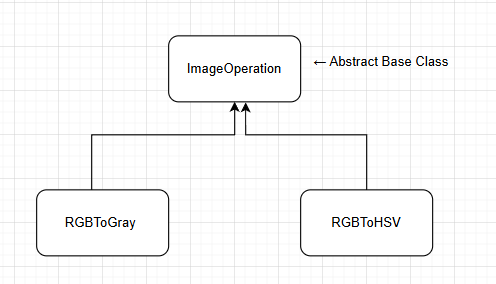 ImageOperation
← Abstract Base Class
RGBToGray
RGBToHSV